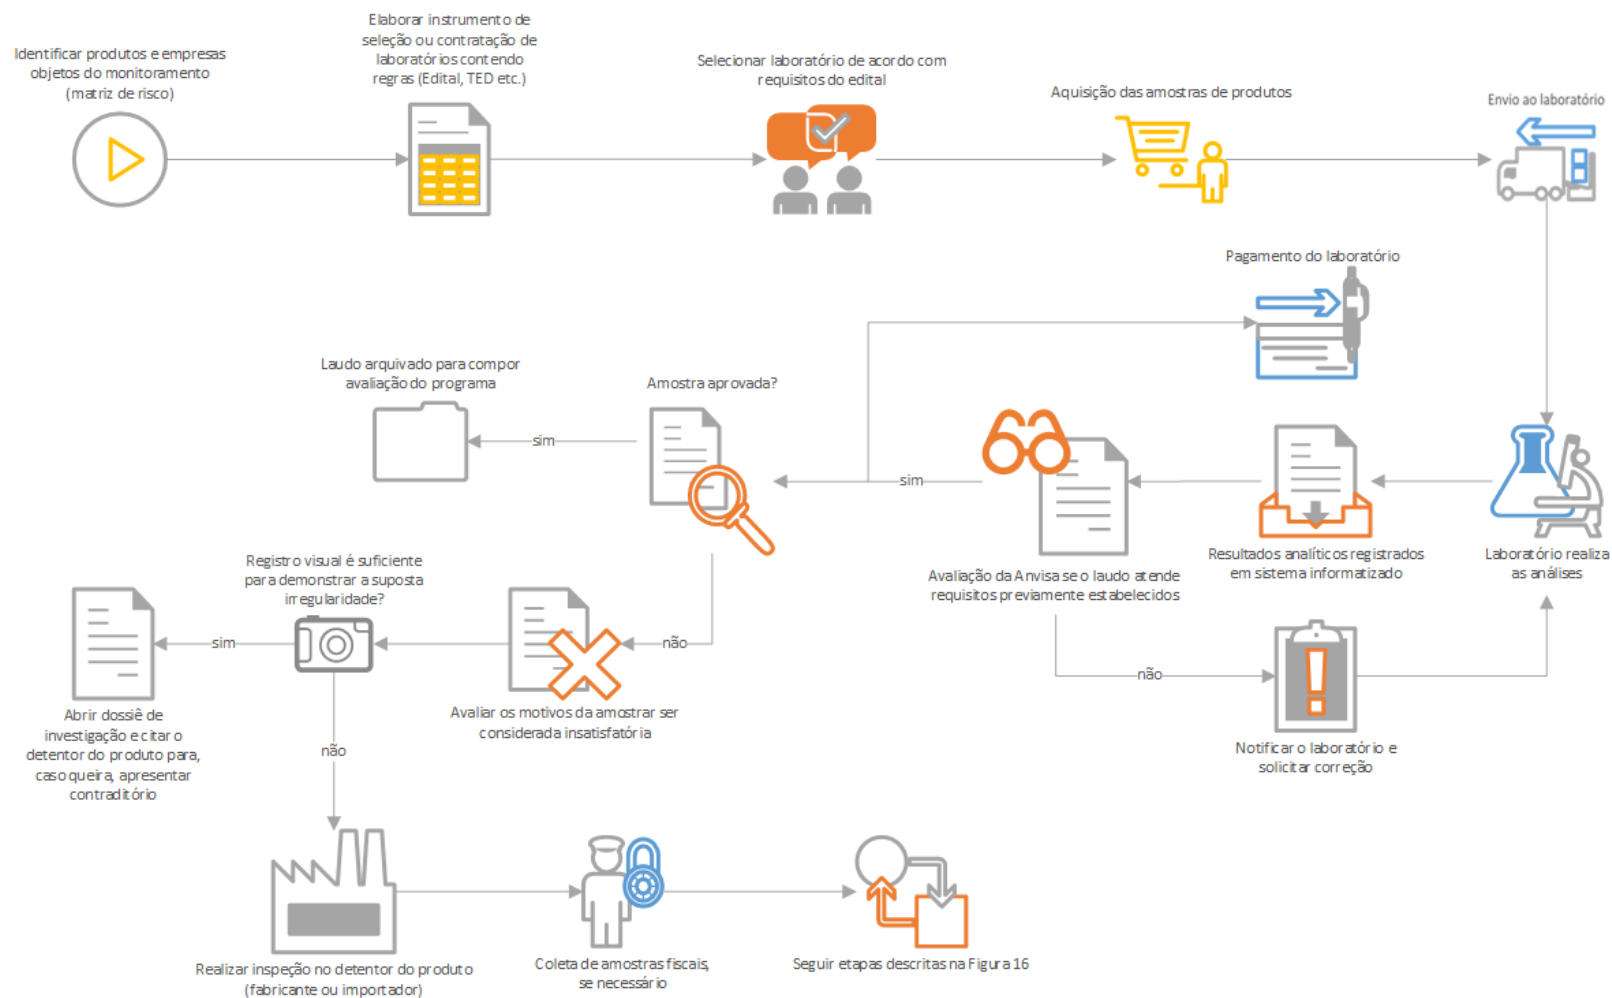 Identificar produtos e empresas
objetos do monitoramento
(matriz de risco)
Elaborar instrumento de
seleção ou contratação de
laboratórios contendo
regras (Edital, TED etc.)
Selecionar laboratório de acordo com
requisitos do edital
Aquisição das amostras de produtos
Envio ao laboratório
Pagamento do laboratório
Laudo arquivado para compor
avaliação do programa
Amostra aprovada?
sim
sim
Avaliação da Anvisa se o laudo atende
requisitos previamente estabelecidos
Resultados analíticos registrados
em sistema informatizado
Laboratório realiza
as análises
Registro visual é suficiente
para demonstrar a suposta
irregularidade?
sim
não
não
Abrir dossiê de
investigação e citar o
detentor do produto para,
caso queira, apresentar
contraditório
Avaliar os motivos da amostrar ser
considerada insatisfatória
Notificar o laboratório e
solicitar correção
não
Realizar inspeção no detentor do produto
(fabricante ou importador)
Coleta de amostras fiscais,
se necessário
Seguir etapas descritas na Figura 16